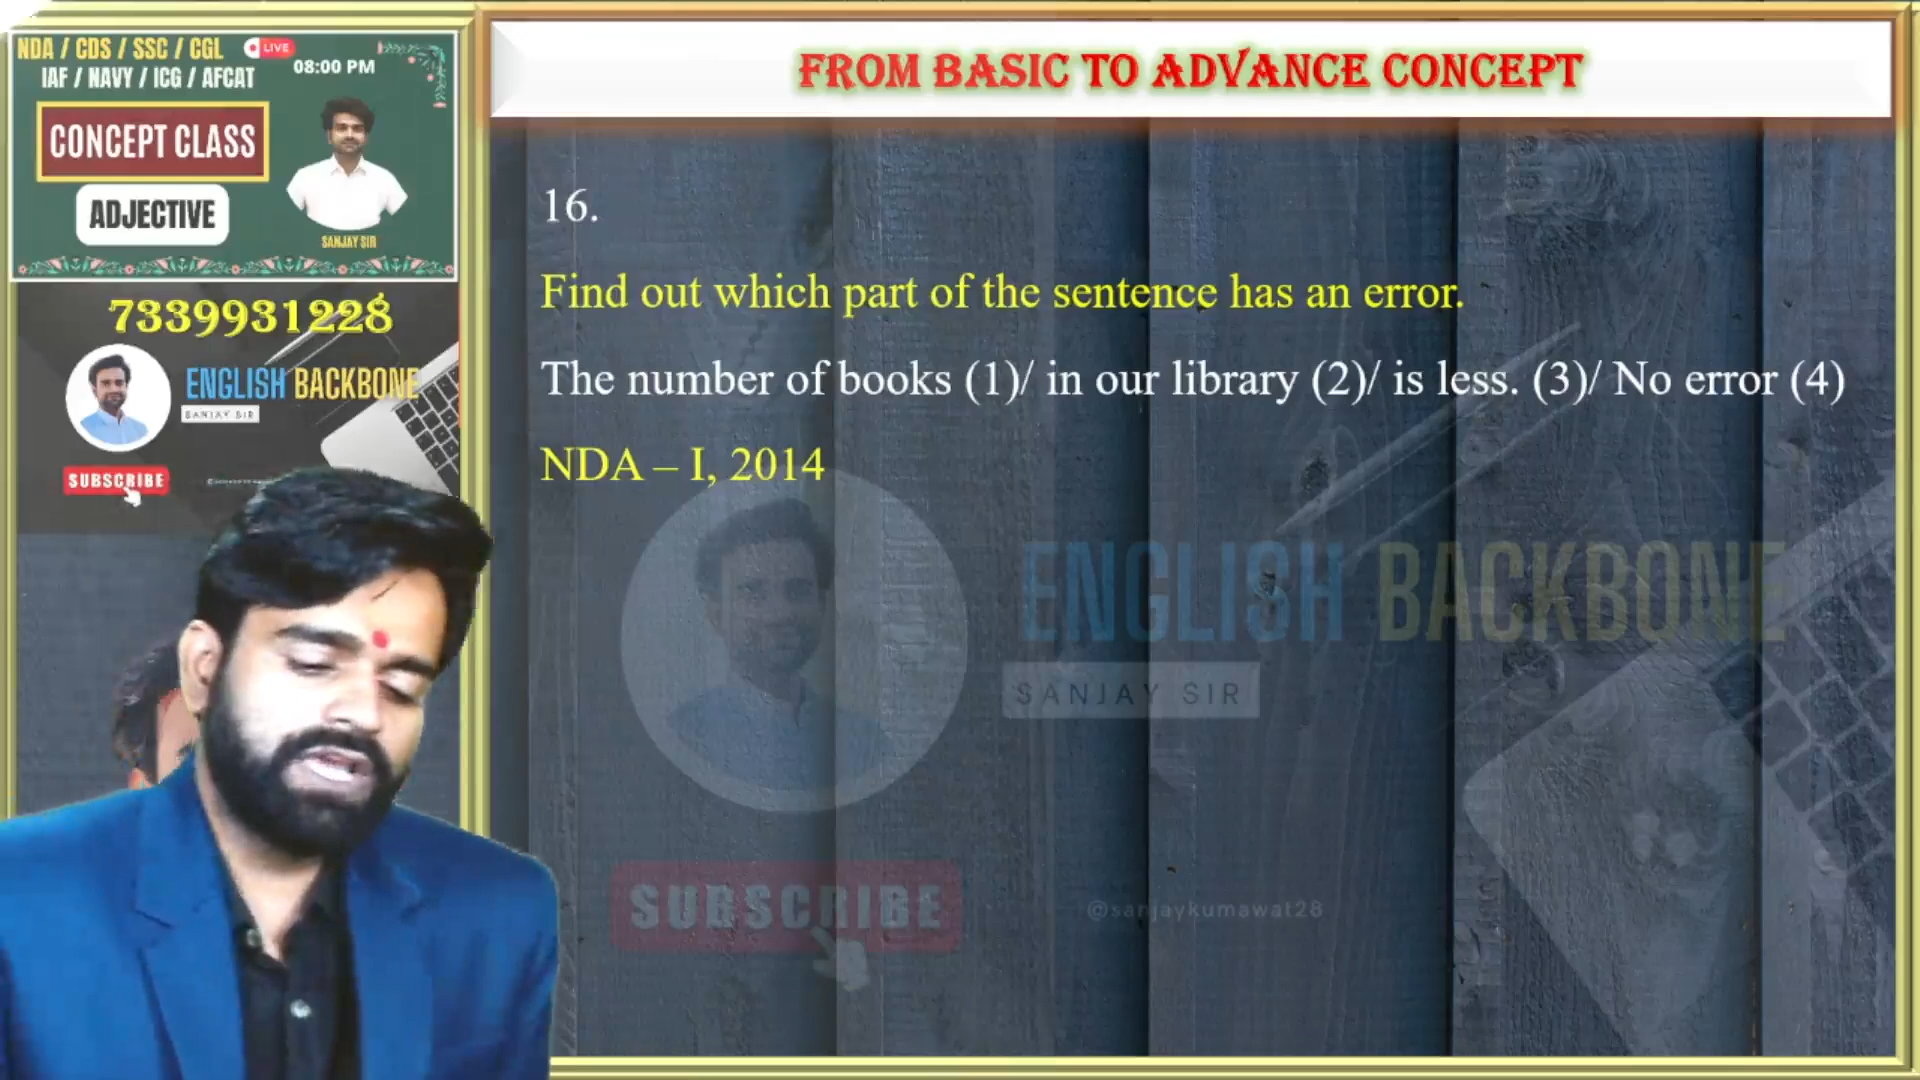 NDA / CDS / SSC / CGL
LIVE
IAF / NAVY / ICG / AFCAT
08:00 PM
CONCEPT CLASS
ADJECTIVE
SANJAY SIR
7339931228
ENGLISH BACKBONE
SANJAY SIR
SUBSCRIBE
FROM BASIC TO ADVANCE CONCEPT
16.
Find out which part of the sentence has an error.
The number of books (1)/ in our library (2)/ is less. (3)/ No error (4)
NDA – I, 2014
ENGLISH BACKBONE
SANJAY SIR
SUBSCRIBE
@sanjaykumawat28